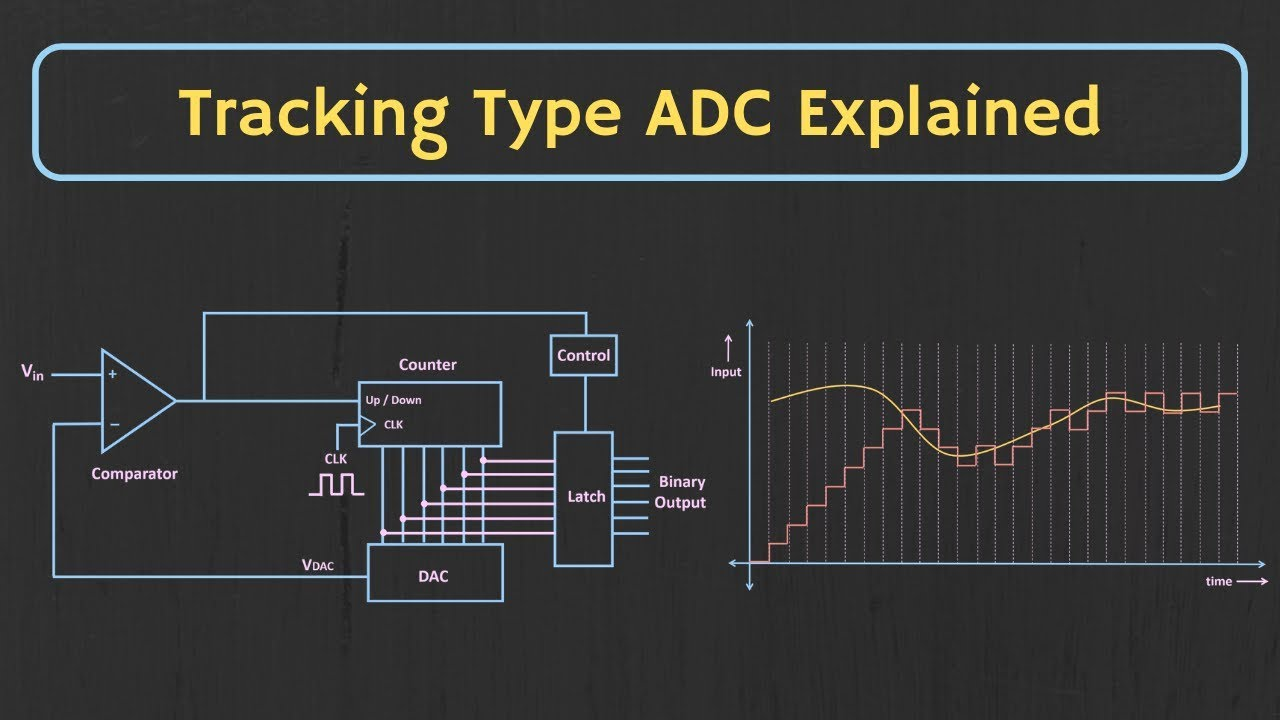 Tracking Type ADC Explained
Vin
+
−
Comparator
Counter
Up / Down
CLK
CLK
Control
Latch
Binary
Output
VDAC
DAC
Input
time